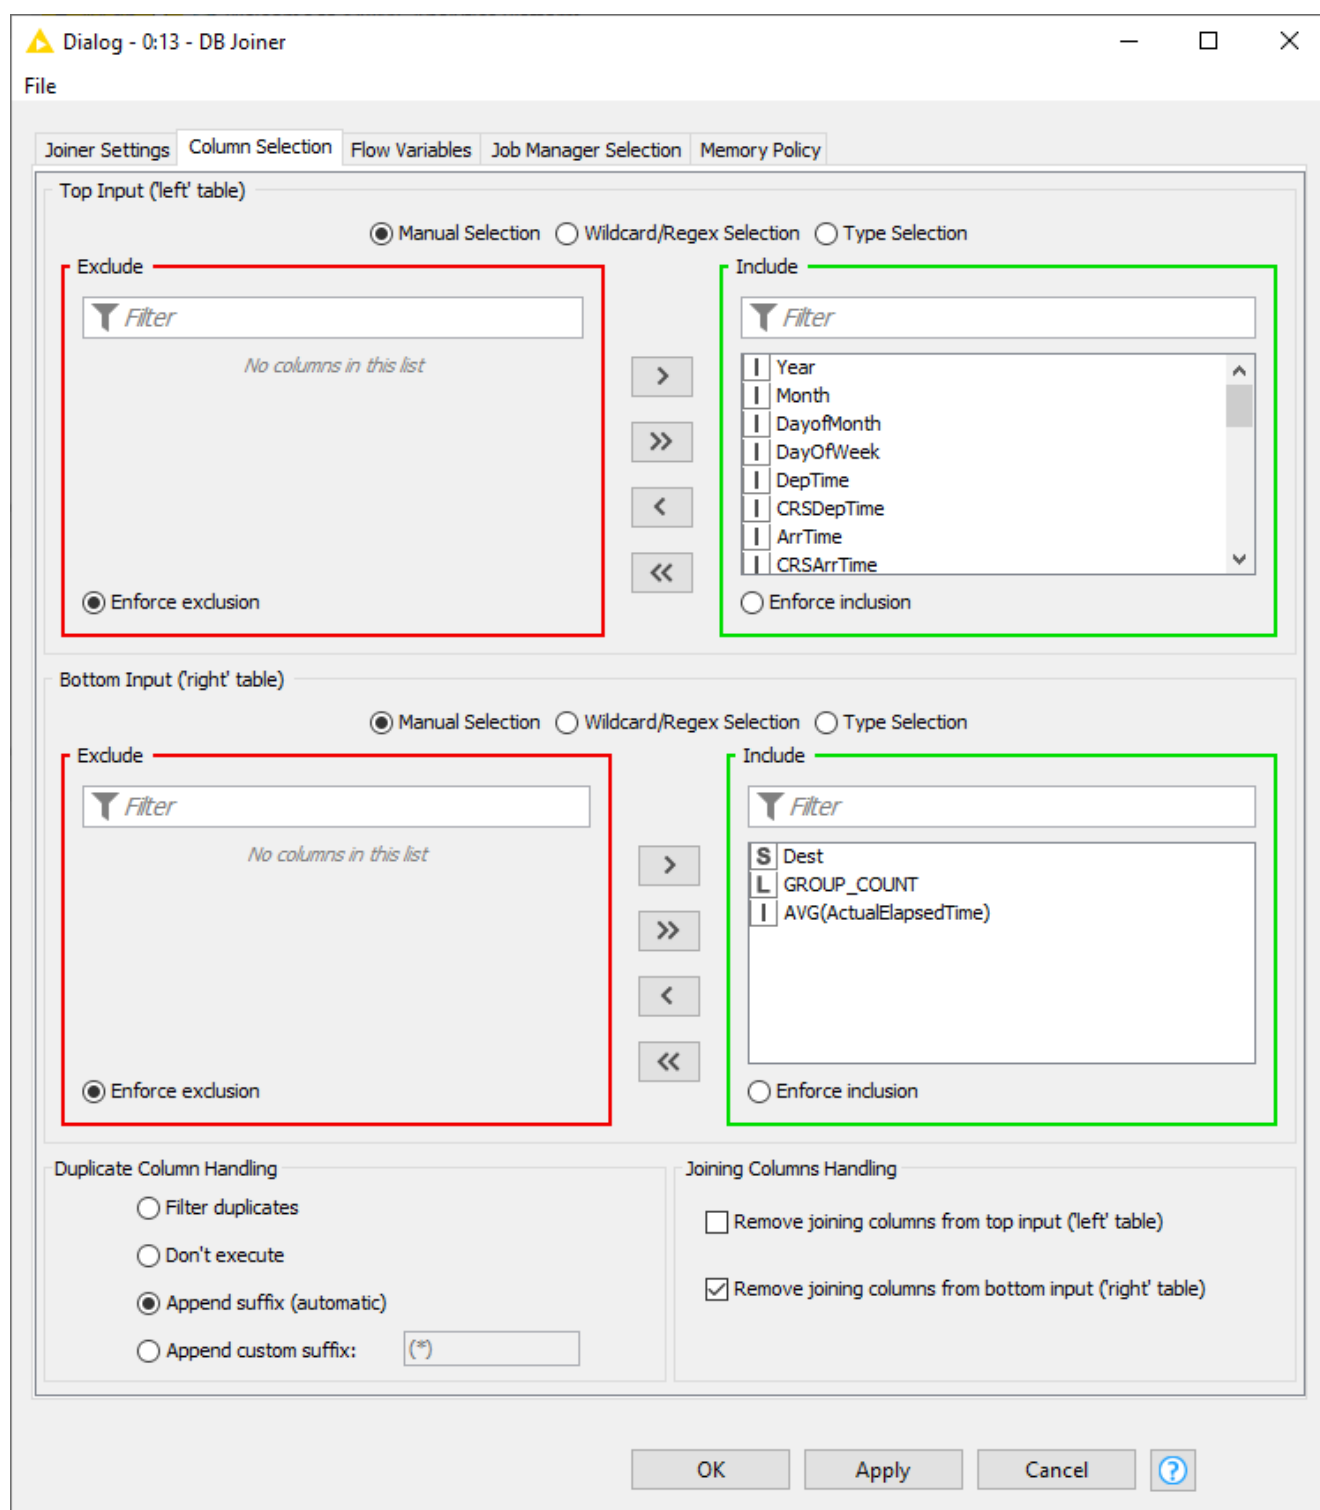 Dialog - 0:13 - DB Joiner
File
Joiner Settings Column Selection Flow Variables Job Manager Selection Memory Policy
Top Input ('left' table)
Manual Selection Wildcard/Regex Selection Type Selection
Exclude
Include
Filter
Filter
No columns in this list
I Year
I Month
I DayofMonth
I DayOfWeek
I DepTime
I CRSDepTime
I ArrTime
I CRSArrTime
>
>>
<
<<
Enforce exclusion
Enforce inclusion
Bottom Input ('right' table)
Manual Selection Wildcard/Regex Selection Type Selection
Exclude
Include
Filter
Filter
No columns in this list
S Dest
L GROUP_COUNT
I AVG(ActualElapsedTime)
>
>>
<
<<
Enforce exclusion
Enforce inclusion
Duplicate Column Handling
Filter duplicates
Don't execute
Append suffix (automatic)
Append custom suffix: (*)
Joining Columns Handling
Remove joining columns from top input ('left' table)
Remove joining columns from bottom input ('right' table)
OK Apply Cancel ?